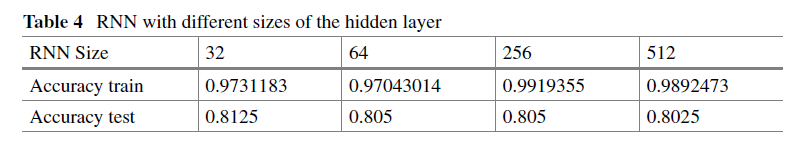 Table 4 RNN with different sizes of the hidden layer
RNN Size 32 64 256 512
Accuracy train 0.9731183 0.97043014 0.9919355 0.9892473
Accuracy test 0.8125 0.805 0.805 0.8025